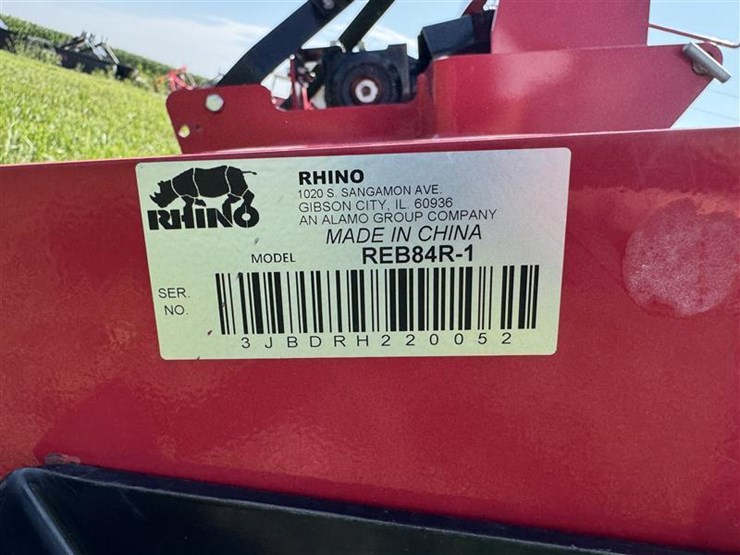 RHINO
RHINO
1020 S. SANGAMON AVE.
GIBSON CITY, IL. 60936
AN ALAMO GROUP COMPANY
MADE IN CHINA
MODEL REB84R-1
SER. NO.
3JBDRH220052